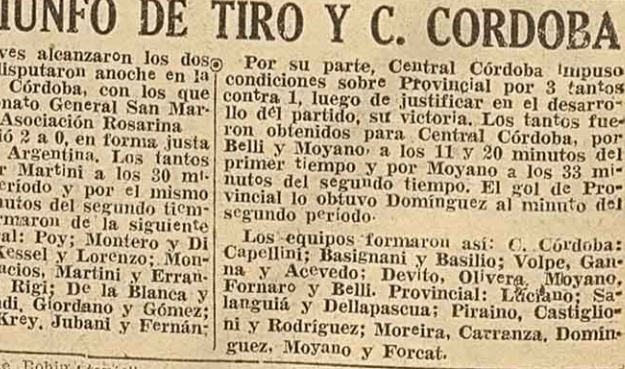 IUNFO DE TIRO Y C. CORDOBA
ves alcanzaron los dos
disputaron anoche en la
Córdoba, con los que
onato General San Mar-
Asociación Rosarina
ió 2 a 0, en forma justa
Argentina. Los tantos
r Martini a los 30 mi-
eríodo y por el mismo
nutos del segundo tiem-
rmaron de la siguiente
ral: Poy; Montero y Di
Kessel y Lorenzo; Mon-
acios, Martini y Erran-
Rigi; De la Blanca y
di, Giordano y Gómez;
Krey, Jubani y Fernán-
Por su parte, Central Córdoba impuso
condiciones sobre Provincial por 3 tantos
contra 1, luego de justificar en el desarro-
llo del partido, su victoria. Los tantos fue-
ron obtenidos para Central Córdoba, por
Belli y Moyano, a los 11 y 20 minutos del
primer tiempo y por Moyano a los 33 mi-
nutos del segundo tiempo. El gol de Pro-
vincial lo obtuvo Domínguez al minuto del
segundo período.
Los equipos formaron así: C. Córdoba:
Capellini; Basignani y Basilio; Volpe, Gan-
na y Acevedo; Devito, Olivera, Moyano,
Fornaro y Belli. Provincial: Luciano; Sa-
languiá y Dellapascua; Piraino, Castiglio-
ni y Rodríguez; Moreira, Carranza, Domín-
guez, Moyano y Forcat.